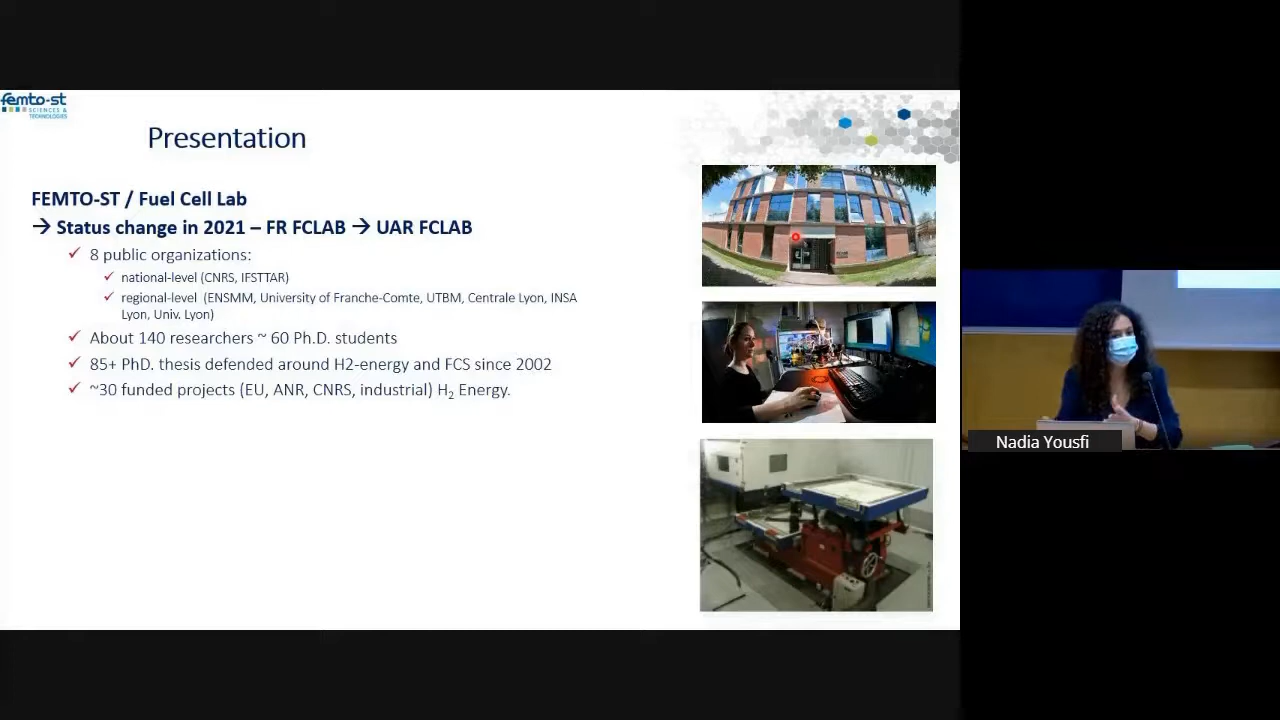 femto-st
SCIENCES &
TECHNOLOGIES
Presentation
FEMTO-ST / Fuel Cell Lab
→ Status change in 2021 – FR FCLAB → UAR FCLAB
✓ 8 public organizations:
✓ national-level (CNRS, IFSTTAR)
✓ regional-level (ENSMM, University of Franche-Comte, UTBM, Centrale Lyon, INSA
Lyon, Univ. Lyon)
✓ About 140 researchers ~ 60 Ph.D. students
✓ 85+ PhD. thesis defended around H2-energy and FCS since 2002
✓ ~30 funded projects (EU, ANR, CNRS, industrial) H₂ Energy.
Nadia Yousfi